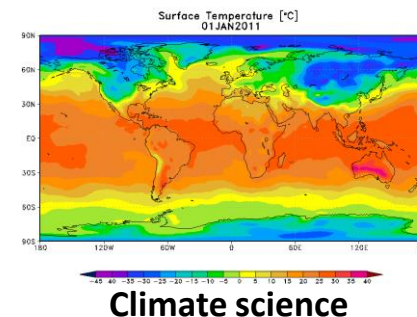 Surface Temperature [°C]
01JAN2011
90N
60N
30N
EQ
30S
60S
90S
180 120W 60W 0 60E 120E
-45 -40 -35 -30 -25 -20 -15 -10 -5 0 5 10 15 20 25 30 35 40
Climate science